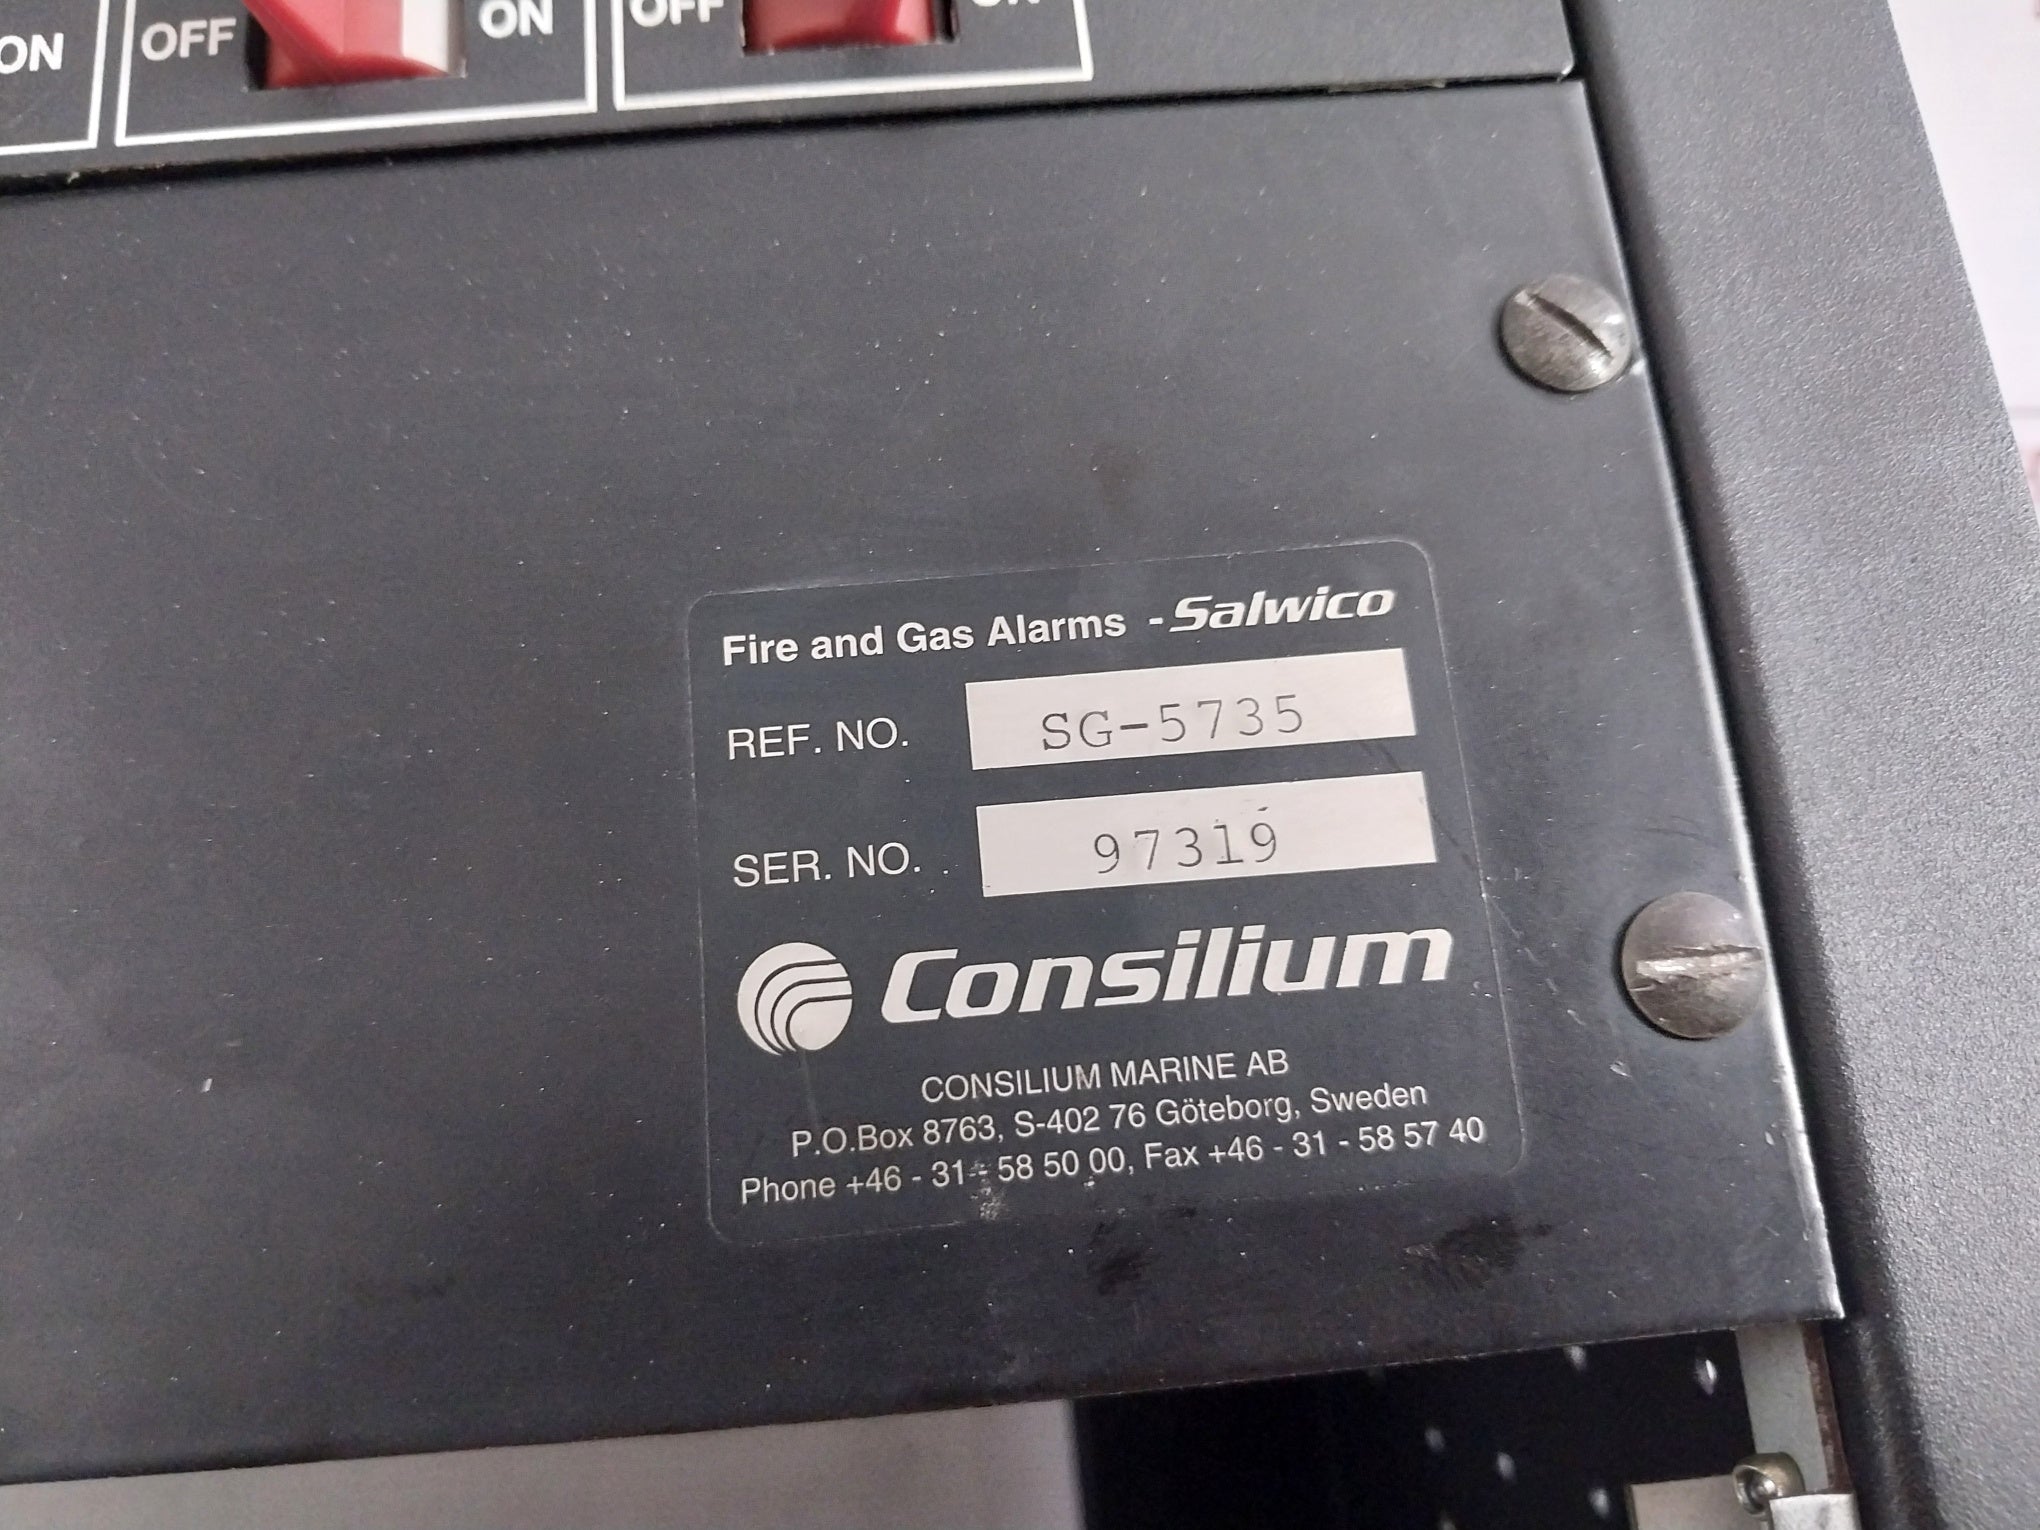 ON
OFF ON
OFF ON
Fire and Gas Alarms - Salwico
REF. NO. SG-5735
SER. NO. 97319
Consilium
CONSILIUM MARINE AB
P.O.Box 8763, S-402 76 Göteborg, Sweden
Phone +46 - 31 - 58 50 00, Fax +46 - 31 - 58 57 40